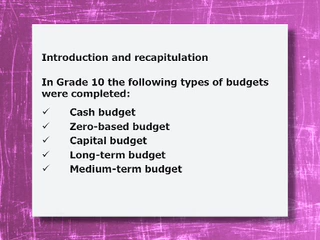 Introduction and recapitulation
In Grade 10 the following types of budgets
were completed:
✓ Cash budget
✓ Zero-based budget
✓ Capital budget
✓ Long-term budget
✓ Medium-term budget